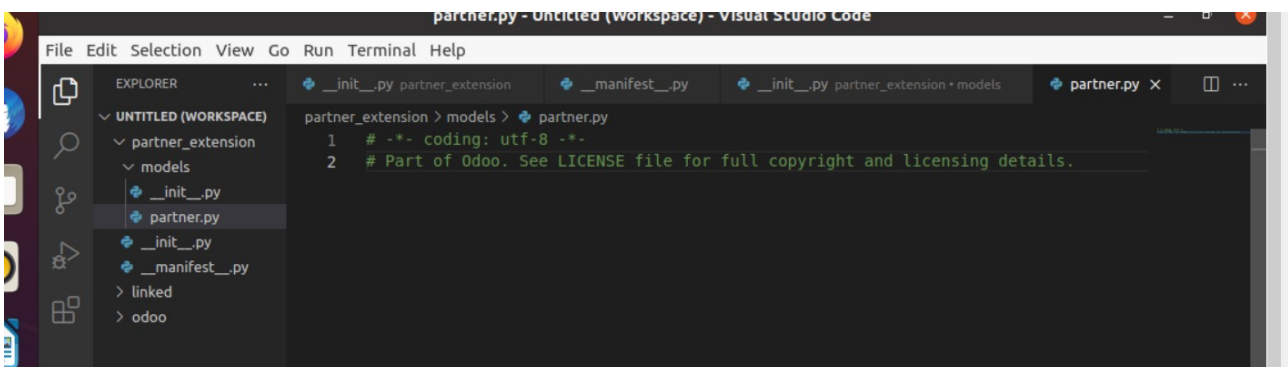 partner.py - Untitled (Workspace) - Visual Studio Code
File Edit Selection View Go Run Terminal Help
EXPLORER ...
__init__.py partner_extension __manifest__.py __init__.py partner_extension • models partner.py
UNTITLED (WORKSPACE)
partner_extension
models
__init__.py
partner.py
__init__.py
__manifest__.py
linked
odoo
partner_extension > models > partner.py
1 # -*- coding: utf-8 -*-
2 # Part of Odoo. See LICENSE file for full copyright and licensing details.